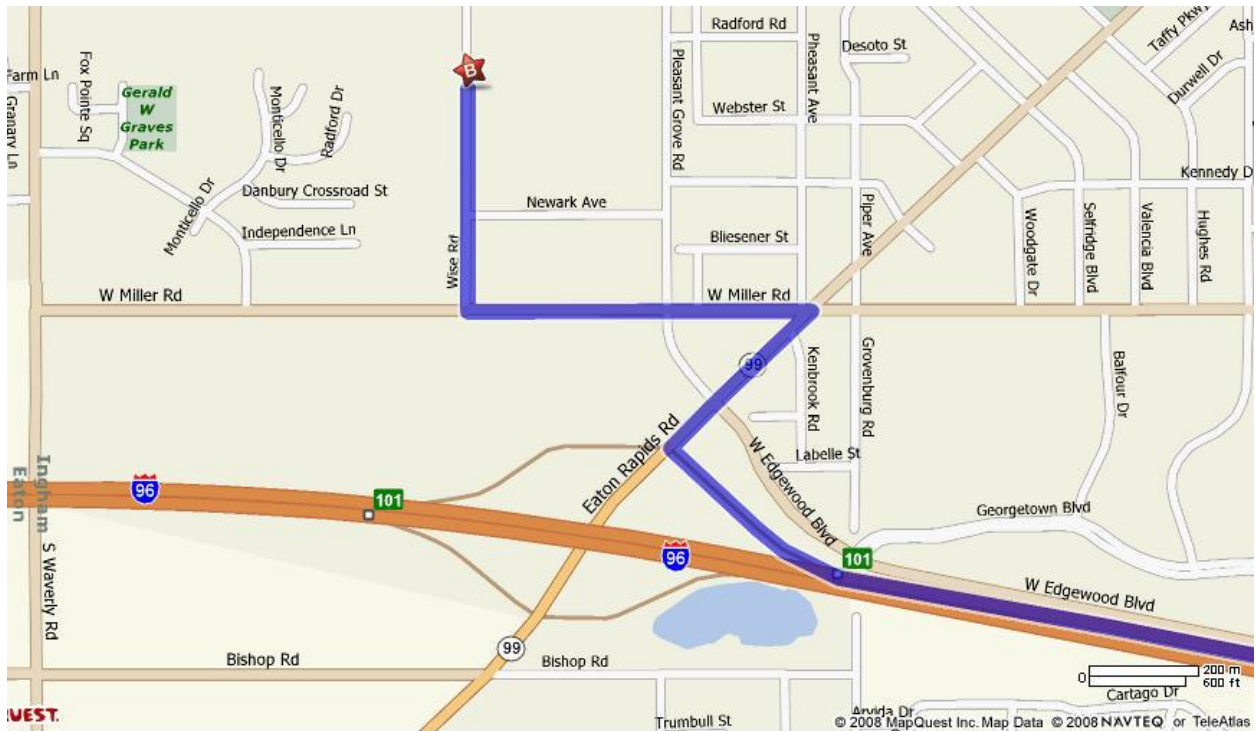 Radford Rd
Taffy Pkwy
Ash
Desoto St
Durwell Dr
Farm Ln
Fox Pointe Sq
Granary Ln
Gerald
W
Graves
Park
Monticello Dr
Radford Dr
B
Pleasant Grove Rd
Pheasant Ave
Webster St
Kennedy D
Danbury Crossroad St
Monticello Dr
Newark Ave
Piper Ave
Independence Ln
Bliesener St
Woodgate Dr
Selfridge Blvd
Valencia Blvd
Hughes Rd
Wise Rd
W Miller Rd
W Miller Rd
99
Kenbrook Rd
Grovenburg Rd
Balfour Dr
Eaton Rapids Rd
W Edgewood Blvd
Labelle St
Eaton
Ingham
96
101
Georgetown Blvd
96
101
S Waverly Rd
W Edgewood Blvd
99
Bishop Rd
Bishop Rd
0
200 m
600 ft
Cartago Dr
Arvida Dr
Trumbull St
UEST.
© 2008 MapQuest Inc. Map Data © 2008 NAVTEQ or TeleAtlas